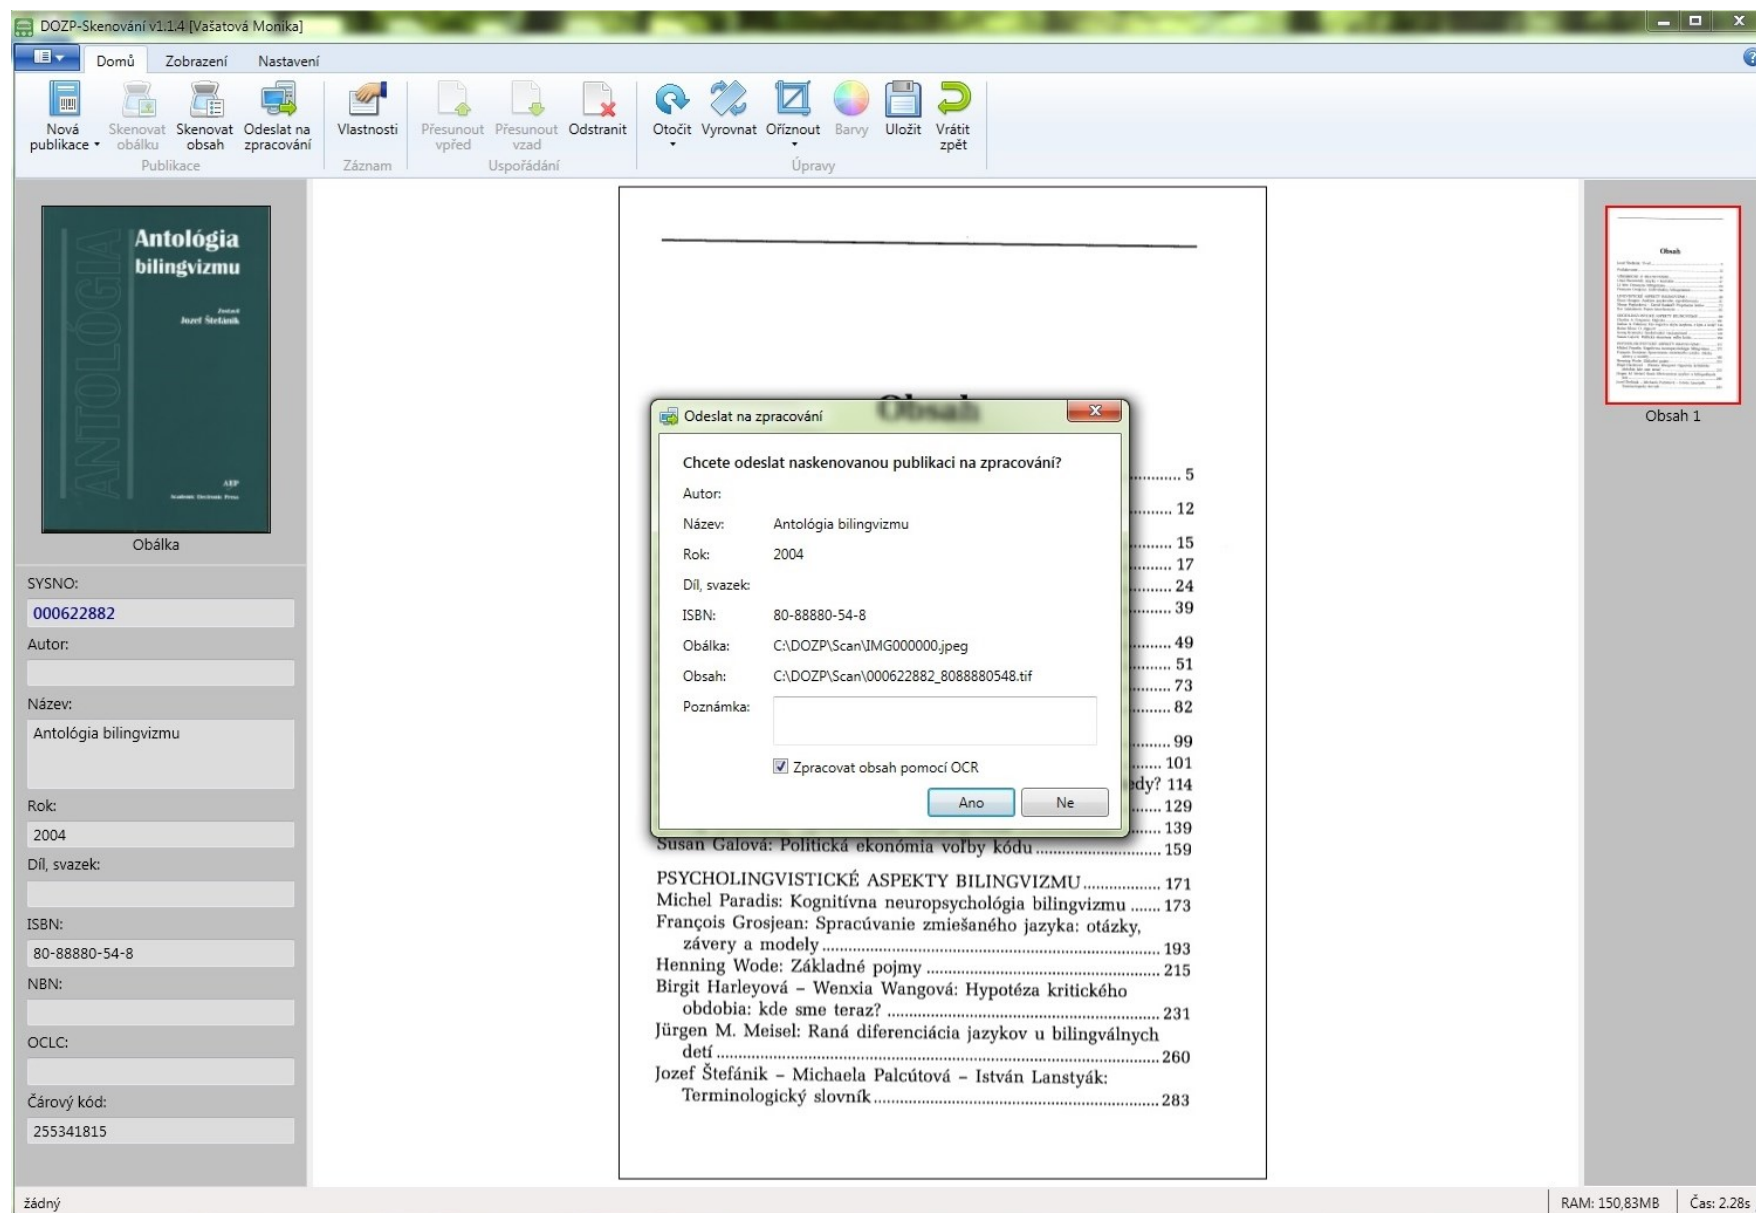 DOZP-Skenování v1.1.4 [Vašatová Monika]
Domů Zobrazení Nastavení
Nová publikace
Skenovat obálku
Skenovat obsah
Odeslat na zpracování
Publikace
Vlastnosti
Záznam
Přesunout vpřed
Přesunout vzad
Odstranit
Uspořádání
Otočit
Vyrovnat
Oříznout
Barvy
Uložit
Vrátit zpět
Úpravy
ANTOLÓGIA
Antológia
bilingvizmu
Zostavil
Jozef Štefánik
AEP
Academic Electronic Press
Obálka
SYSNO:
000622882
Autor:
Název:
Antológia bilingvizmu
Rok:
2004
Díl, svazek:
ISBN:
80-88880-54-8
NBN:
OCLC:
Čárový kód:
255341815
Obsah
Odeslat na zpracování
Chcete odeslat naskenovanou publikaci na zpracování?
Autor:
Název: Antológia bilingvizmu
Rok: 2004
Díl, svazek:
ISBN: 80-88880-54-8
Obálka: C:\DOZP\Scan\IMG000000.jpeg
Obsah: C:\DOZP\Scan\000622882_8088880548.tif
Poznámka:
Zpracovat obsah pomocí OCR
Ano Ne
5
12
15
17
24
39
49
51
73
82
99
101
114
129
139
Susan Galová: Politická ekonómia voľby kódu 159
PSYCHOLINGVISTICKÉ ASPEKTY BILINGVIZMU 171
Michel Paradis: Kognitívna neuropsychológia bilingvizmu 173
François Grosjean: Spracúvanie zmiešaného jazyka: otázky,
závery a modely 193
Henning Wode: Základné pojmy 215
Birgit Harleyová – Wenxia Wangová: Hypotéza kritického
obdobia: kde sme teraz? 231
Jürgen M. Meisel: Raná diferenciácia jazykov u bilingválnych
detí 260
Jozef Štefánik – Michaela Palcútová – István Lanstyák:
Terminologický slovník 283
Obsah
Obsah 1
žádný
RAM: 150,83MB Čas: 2.28s